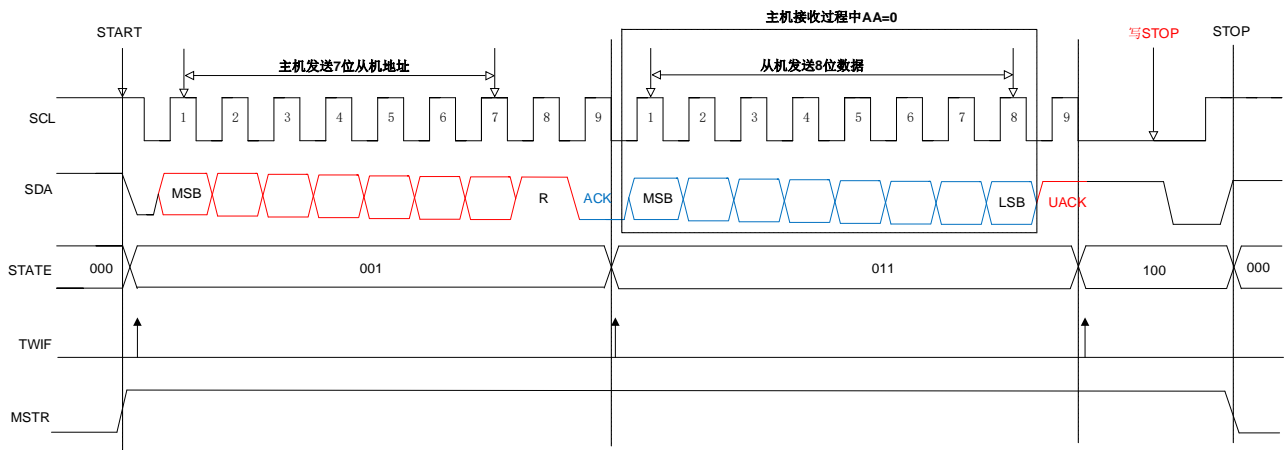 主机接收过程中AA=0
START
写STOP
STOP
主机发送7位从机地址
从机发送8位数据
SCL
1 2 3 4 5 6 7 8 9 1 2 3 4 5 6 7 8 9
SDA
MSB R ACK MSB LSB UACK
STATE
000 001 011 100 000
TWIF
MSTR